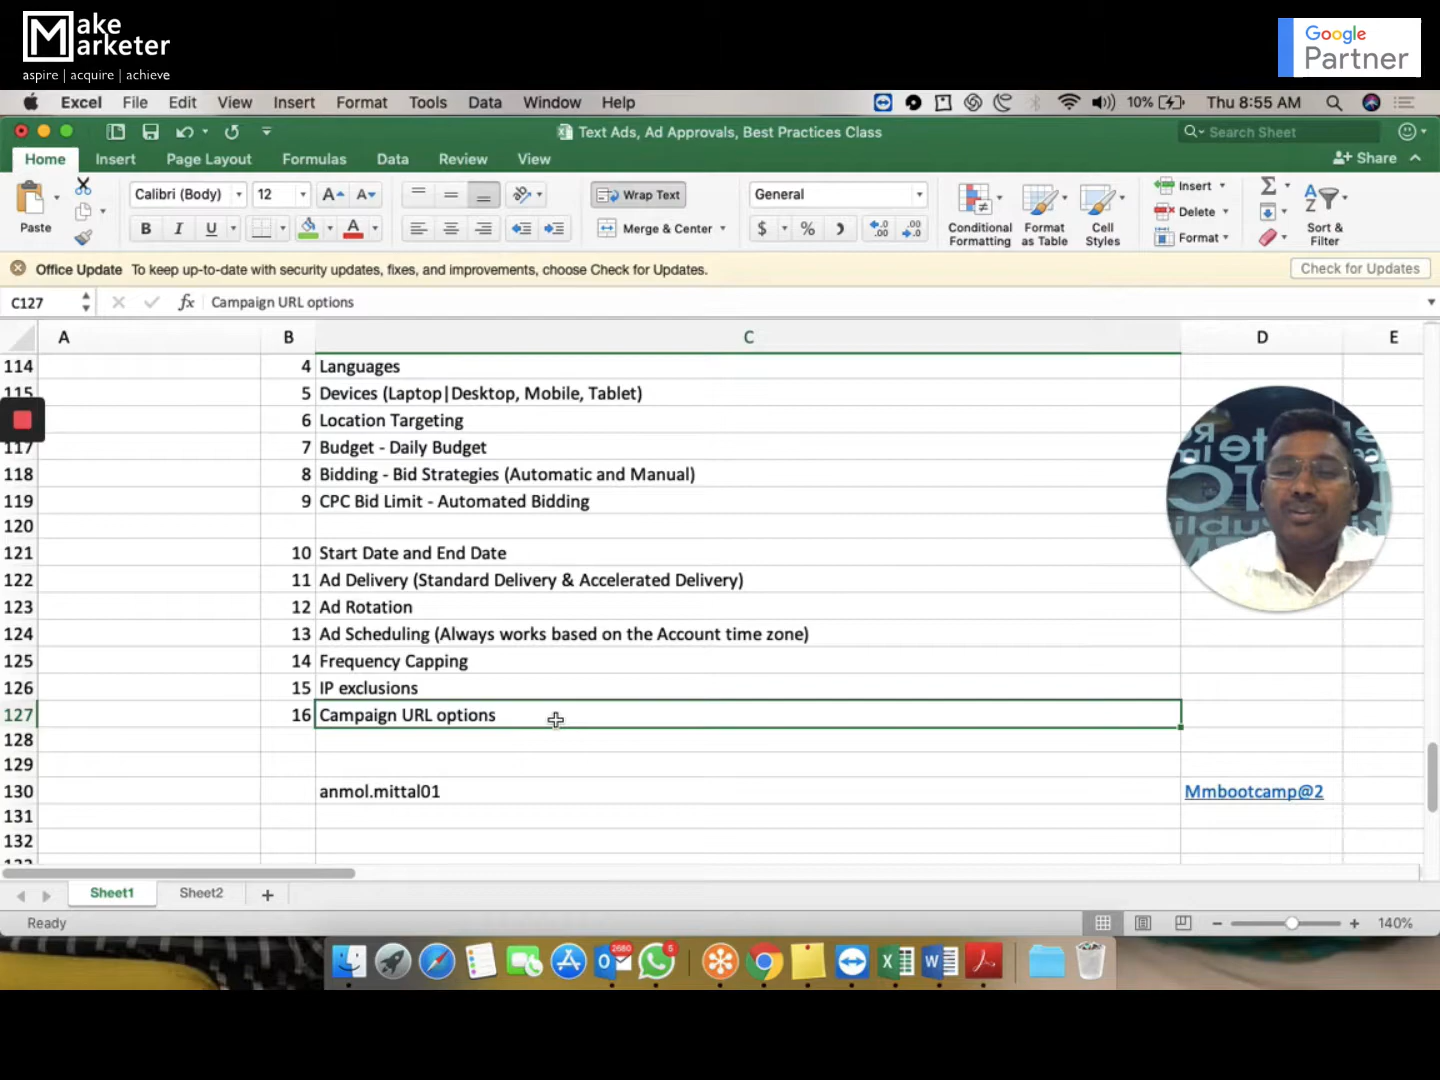 Make
Marketer
aspire | acquire | achieve
Google
Partner
Excel File Edit View Insert Format Tools Data Window Help 10% Thu 8:55 AM
Text Ads, Ad Approvals, Best Practices Class
Search Sheet
Home Insert Page Layout Formulas Data Review View Share
Paste
Calibri (Body) 12 A A
B I U A
Wrap Text
Merge & Center
General
$ % )
.00
Conditional Formatting
Format as Table
Cell Styles
Insert
Delete
Format
Sort & Filter
Office Update To keep up-to-date with security updates, fixes, and improvements, choose Check for Updates. Check for Updates
C127 fx Campaign URL options
A B C D E
114 4 Languages
115 5 Devices (Laptop|Desktop, Mobile, Tablet)
6 Location Targeting
117 7 Budget - Daily Budget
118 8 Bidding - Bid Strategies (Automatic and Manual)
119 9 CPC Bid Limit - Automated Bidding
120
121 10 Start Date and End Date
122 11 Ad Delivery (Standard Delivery & Accelerated Delivery)
123 12 Ad Rotation
124 13 Ad Scheduling (Always works based on the Account time zone)
125 14 Frequency Capping
126 15 IP exclusions
127 16 Campaign URL options
128
129
130 anmol.mittal01 Mmbootcamp@2
131
132
Sheet1 Sheet2 +
Ready 140%
2680 5